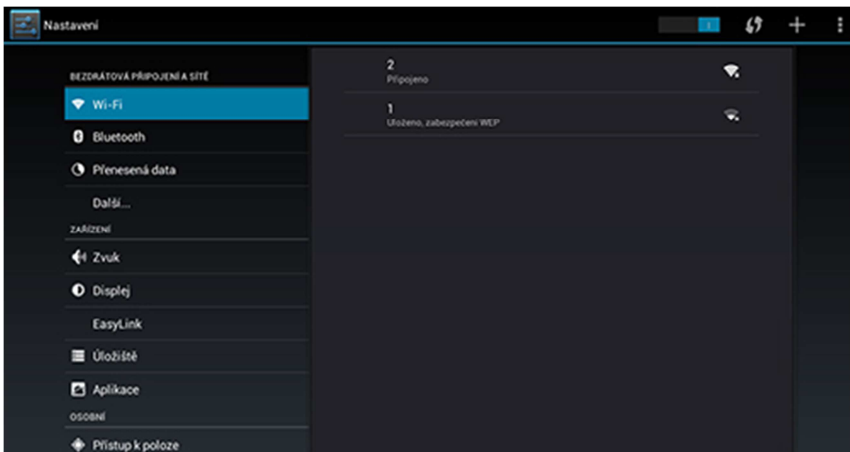 Nastavení
BEZDRÁTOVÁ PŘIPOJENÍ A SÍTĚ
Wi-Fi
Bluetooth
Přenesená data
Další...
ZAŘÍZENÍ
Zvuk
Displej
EasyLink
Úložiště
Aplikace
OSOBNÍ
Přístup k poloze
2
Připojeno
1
Uloženo, zabezpečení WEP